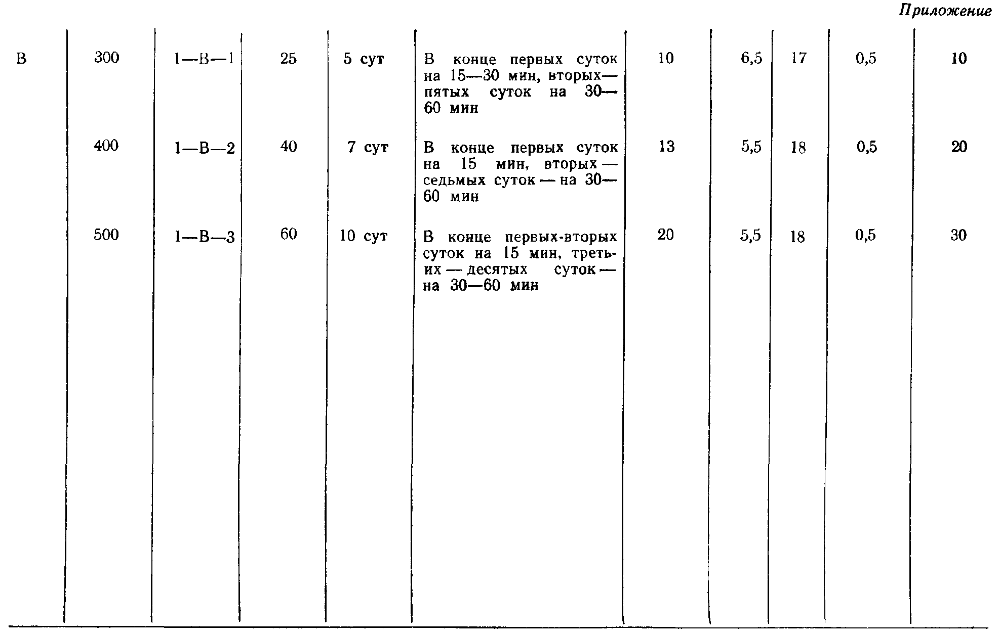 Приложение
В 300 1—В—1 25 5 сут В конце первых суток 10 6,5 17 0,5 10
на 15—30 мин, вторых—
пятых суток на 30—
60 мин
400 1—В—2 40 7 сут В конце первых суток 13 5,5 18 0,5 20
на 15 мин, вторых —
седьмых суток — на 30—
60 мин
500 1—В—3 60 10 сут В конце первых-вторых 20 5,5 18 0,5 30
суток на 15 мин, треть-
их — десятых суток —
на 30—60 мин